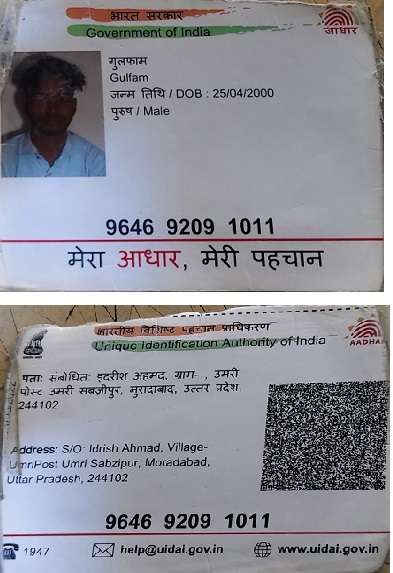 भारत सरकार
Government of India
आधार
गुलफाम
Gulfam
जन्म तिथि / DOB : 25/04/2000
पुरुष / Male
9646 9209 1011
मेरा आधार, मेरी पहचान
भारतीय विशिष्ट पहचान प्राधिकरण
Unique Identification Authority of India
AADHA
पता: संबोधित: इदरीश अहमद, ग्राम- , उमरी
पोस्ट उमरी सबजीपुर, मुरादाबाद, उत्तर प्रदेश
244102
Address: S/O: Idrish Ahmad, Village-
Umri Post Umri Sabzipur, Moradabad,
Uttar Pradesh, 244102
9646 9209 1011
1947
help@uidai.gov.in
www.uidai.gov.in